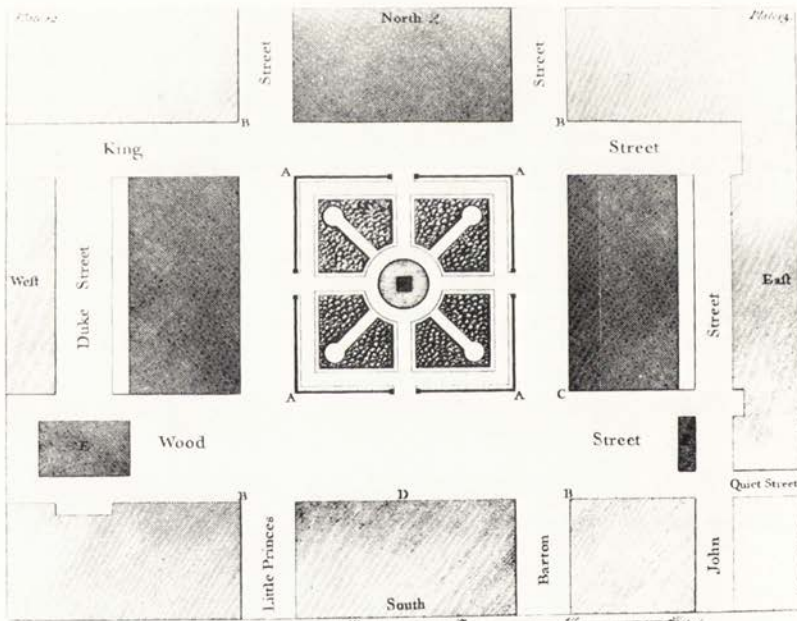 North
Street
Street
B
B
King
Street
A
A
Weſt
Duke Street
Eaſt
Street
A
A
C
Wood
Street
B
D
B
Quiet Street
Little Princes
Barton
John
South